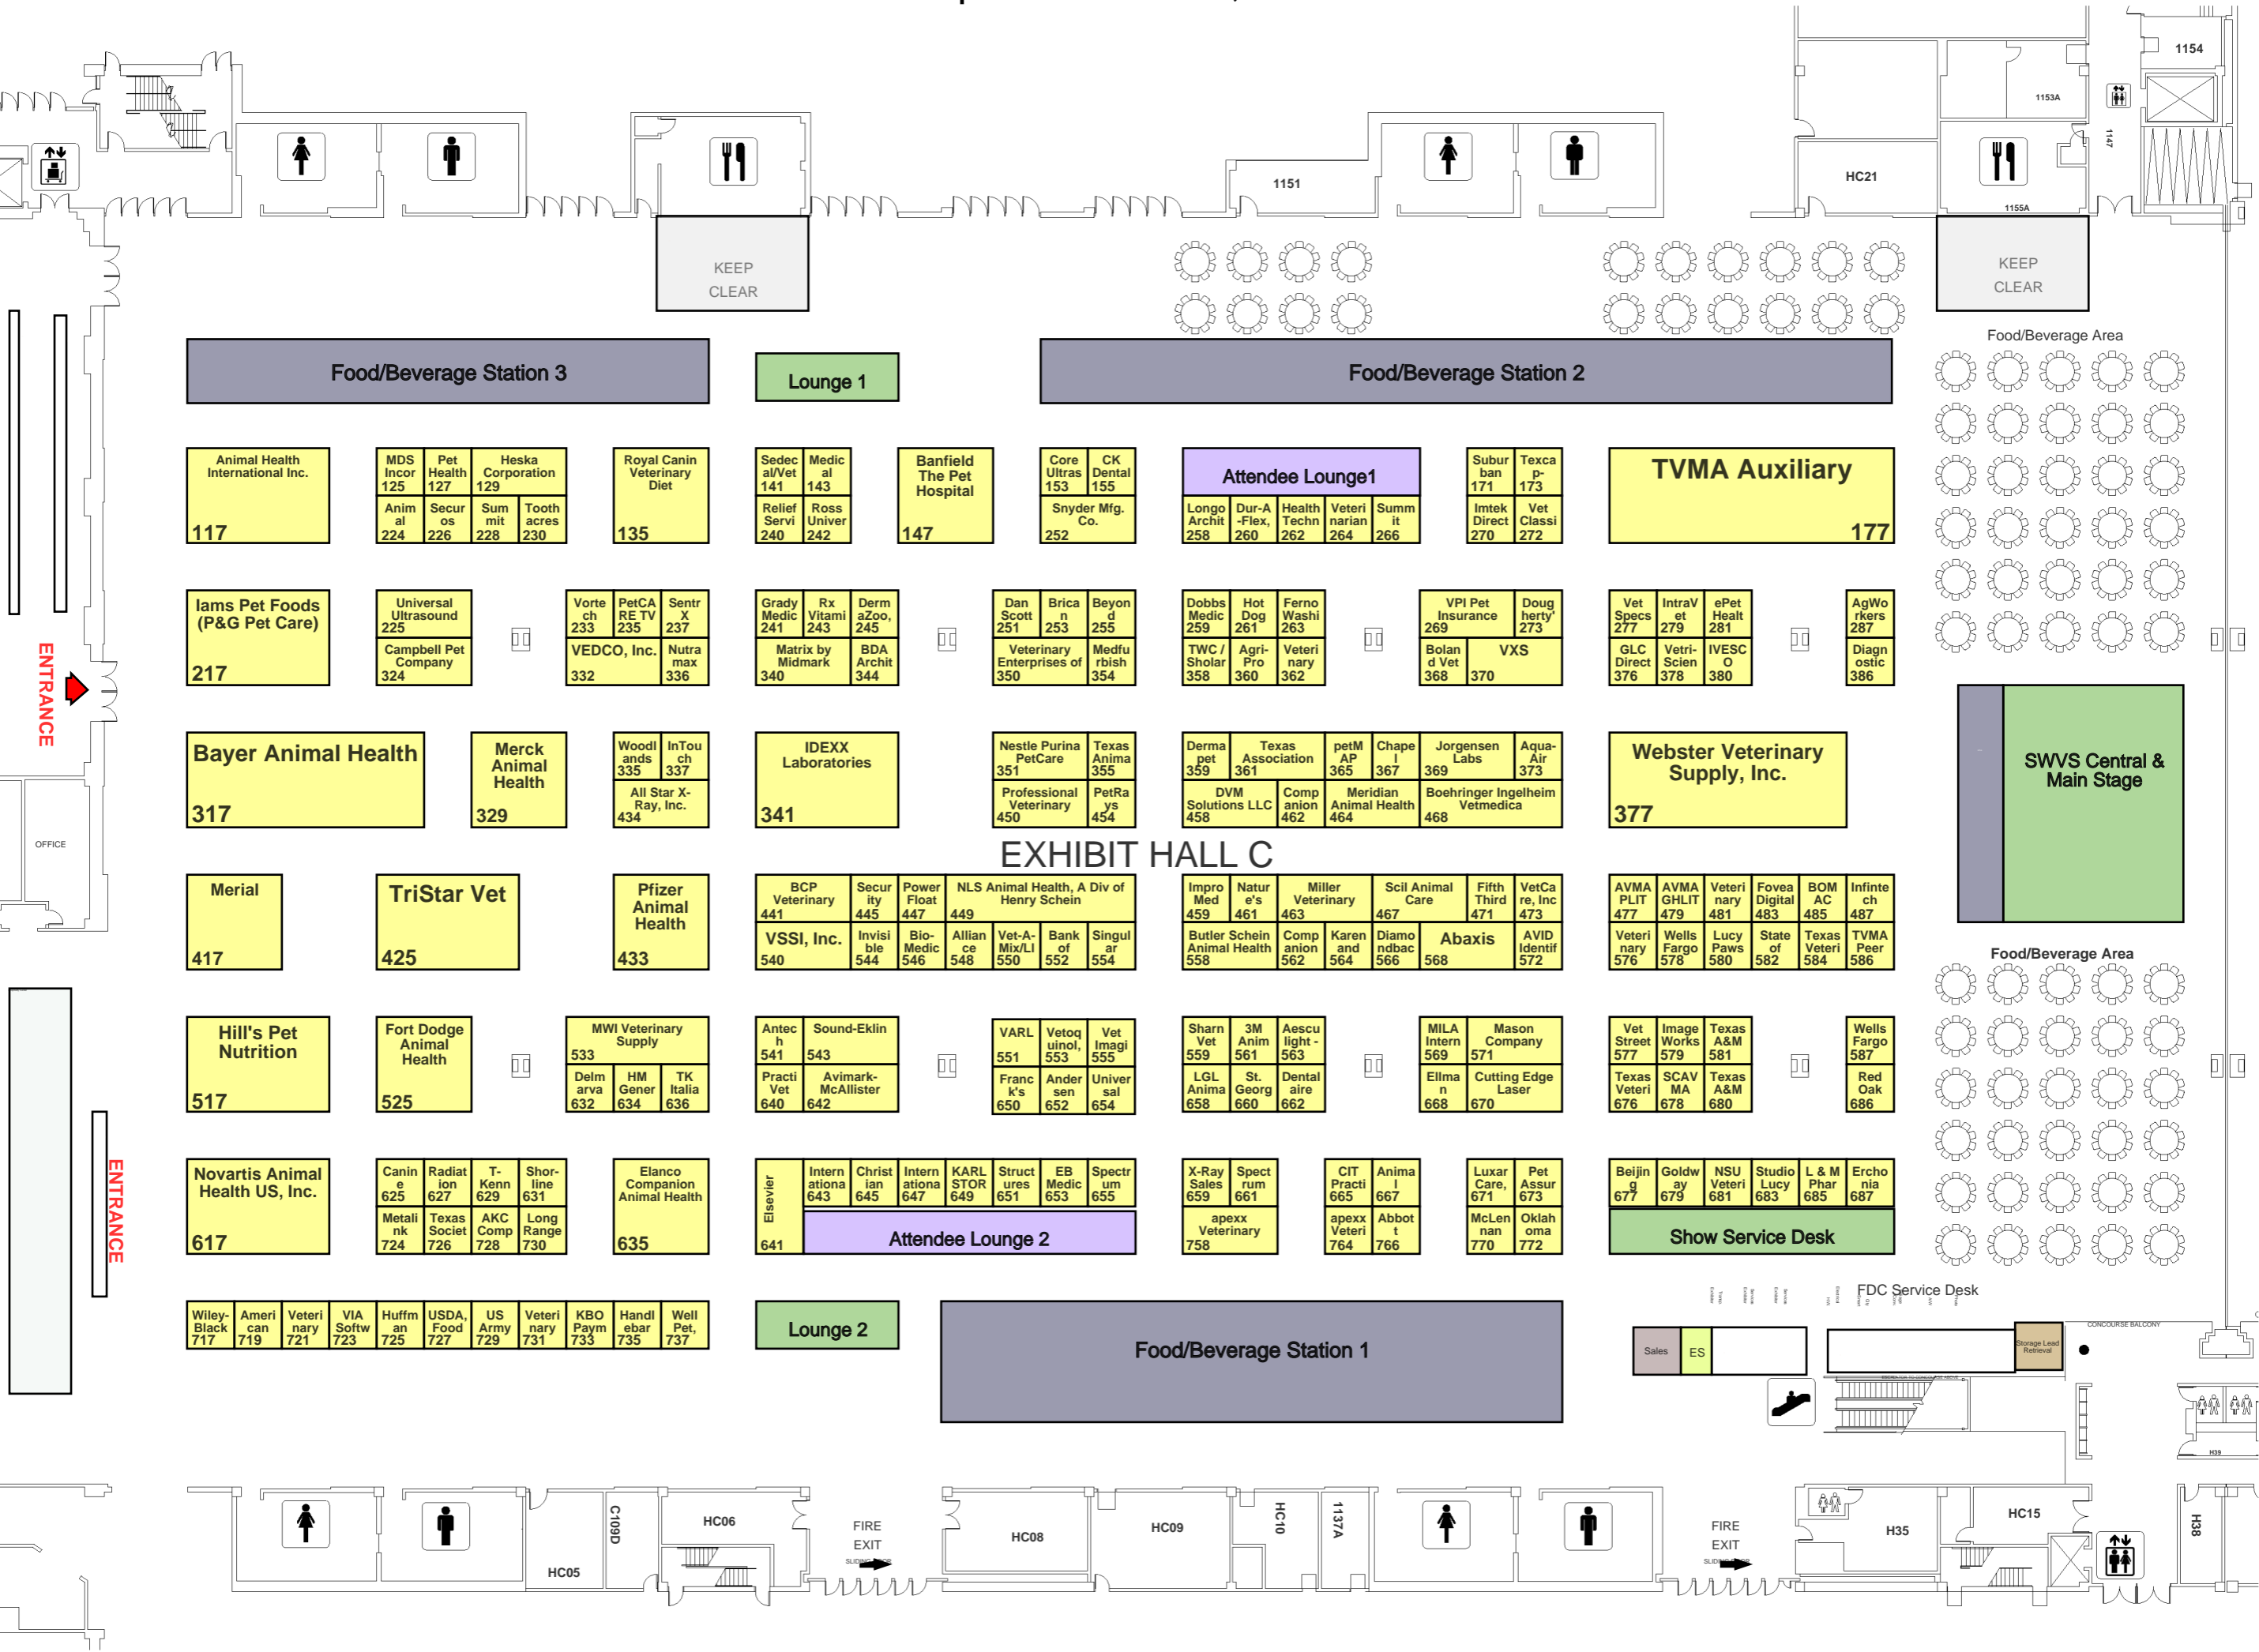 1154
1153A
1147
1151
HC21
1155A
KEEP
CLEAR
KEEP
CLEAR
Food/Beverage Area
Food/Beverage Station 3
Lounge 1
Food/Beverage Station 2
Animal Health
International Inc.
117
MDS
Incor
125
Pet
Health
127
Heska
Corporation
129
Royal Canin
Veterinary
Diet
135
Sedec
al/Vet
141
Medic
al
143
Banfield
The Pet
Hospital
147
Core
Ultras
153
CK
Dental
155
Attendee Lounge1
Subur
ban
171
Texca
p-
173
TVMA Auxiliary
177
Anim
al
224
Secur
os
226
Sum
mit
228
Tooth
acres
230
Relief
Servi
240
Ross
Univer
242
Snyder Mfg.
Co.
252
Longo
Archit
258
Dur-A
-Flex,
260
Health
Techn
262
Veteri
narian
264
Summ
it
266
Imtek
Direct
270
Vet
Classi
272
Iams Pet Foods
(P&G Pet Care)
217
Universal
Ultrasound
225
Vorte
ch
233
PetCA
RE TV
235
Sentr
X
237
Grady
Medic
241
Rx
Vitami
243
Derm
aZoo,
245
Dan
Scott
251
Brica
n
253
Beyon
d
255
Dobbs
Medic
259
Hot
Dog
261
Ferno
Washi
263
VPI Pet
Insurance
269
Doug
herty'
273
Vet
Specs
277
IntraV
et
279
ePet
Healt
281
AgWo
rkers
287
Campbell Pet
Company
324
VEDCO, Inc.
332
Nutra
max
336
Matrix by
Midmark
340
BDA
Archit
344
Veterinary
Enterprises of
350
Medfu
rbish
354
TWC /
Sholar
358
Agri-
Pro
360
Veteri
nary
362
Bolan
d Vet
368
VXS
370
GLC
Direct
376
Vetri-
Scien
378
IVESC
O
380
Diagn
ostic
386
ENTRANCE
Bayer Animal Health
317
Merck
Animal
Health
329
Woodl
ands
335
InTou
ch
337
IDEXX
Laboratories
341
Nestle Purina
PetCare
351
Texas
Anima
355
Derma
pet
359
Texas
Association
361
petM
AP
365
Chape
l
367
Jorgensen
Labs
369
Aqua-
Air
373
Webster Veterinary
Supply, Inc.
377
SWVS Central &
Main Stage
All Star X-
Ray, Inc.
434
Professional
Veterinary
450
PetRa
ys
454
DVM
Solutions LLC
458
Comp
anion
462
Meridian
Animal Health
464
Boehringer Ingelheim
Vetmedica
468
OFFICE
EXHIBIT HALL C
Merial
417
TriStar Vet
425
Pfizer
Animal
Health
433
BCP
Veterinary
441
Secur
ity
445
Power
Float
447
NLS Animal Health, A Div of
Henry Schein
449
Impro
Med
459
Natur
e's
461
Miller
Veterinary
463
Scil Animal
Care
467
Fifth
Third
471
VetCa
re, Inc
473
AVMA
PLIT
477
AVMA
GHLIT
479
Veteri
nary
481
Fovea
Digital
483
BOM
AC
485
Infinte
ch
487
VSSI, Inc.
540
Invisi
ble
544
Bio-
Medic
546
Allian
ce
548
Vet-A-
Mix/LI
550
Bank
of
552
Singul
ar
554
Butler Schein
Animal Health
558
Comp
anion
562
Karen
and
564
Diamo
ndbac
566
Abaxis
568
AVID
Identif
572
Veteri
nary
576
Wells
Fargo
578
Lucy
Paws
580
State
of
582
Texas
Veteri
584
TVMA
Peer
586
Food/Beverage Area
Hill's Pet
Nutrition
517
Fort Dodge
Animal
Health
525
MWI Veterinary
Supply
533
Antec
h
541
Sound-Eklin
543
VARL
551
Vetoq
uinol,
553
Vet
Imagi
555
Sharn
Vet
559
3M
Anim
561
Aescu
light -
563
MILA
Intern
569
Mason
Company
571
Vet
Street
577
Image
Works
579
Texas
A&M
581
Wells
Fargo
587
Delm
arva
632
HM
Gener
634
TK
Italia
636
Practi
Vet
640
Avimark-
McAllister
642
Franc
k's
650
Ander
sen
652
Univer
sal
654
LGL
Anima
658
St.
Georg
660
Dental
aire
662
Ellma
n
668
Cutting Edge
Laser
670
Texas
Veteri
676
SCAV
MA
678
Texas
A&M
680
Red
Oak
686
ENTRANCE
Novartis Animal
Health US, Inc.
617
Canin
e
625
Radiat
ion
627
T-
Kenn
629
Shor-
line
631
Elanco
Companion
Animal Health
635
Elsevier
641
Intern
ationa
643
Christ
ian
645
Intern
ationa
647
KARL
STOR
649
Struct
ures
651
EB
Medic
653
Spectr
um
655
X-Ray
Sales
659
Spect
rum
661
CIT
Practi
665
Anima
l
667
Luxar
Care,
671
Pet
Assur
673
Beijin
g
677
Goldw
ay
679
NSU
Veteri
681
Studio
Lucy
683
L & M
Phar
685
Ercho
nia
687
Metali
nk
724
Texas
Societ
726
AKC
Comp
728
Long
Range
730
Attendee Lounge 2
apexx
Veterinary
758
apexx
Veteri
764
Abbot
t
766
McLen
nan
770
Oklah
oma
772
Show Service Desk
FDC Service Desk
Wiley-
Black
717
Ameri
can
719
Veteri
nary
721
VIA
Softw
723
Huffm
an
725
USDA,
Food
727
US
Army
729
Veteri
nary
731
KBO
Paym
733
Handl
ebar
735
Well
Pet,
737
Lounge 2
Food/Beverage Station 1
Sales
ES
Storage Lead
Retrieval
CONCOURSE BALCONY
H39
C109D
HC05
HC06
FIRE
EXIT
HC08
HC09
HC10
1137A
FIRE
EXIT
H35
HC15
H38